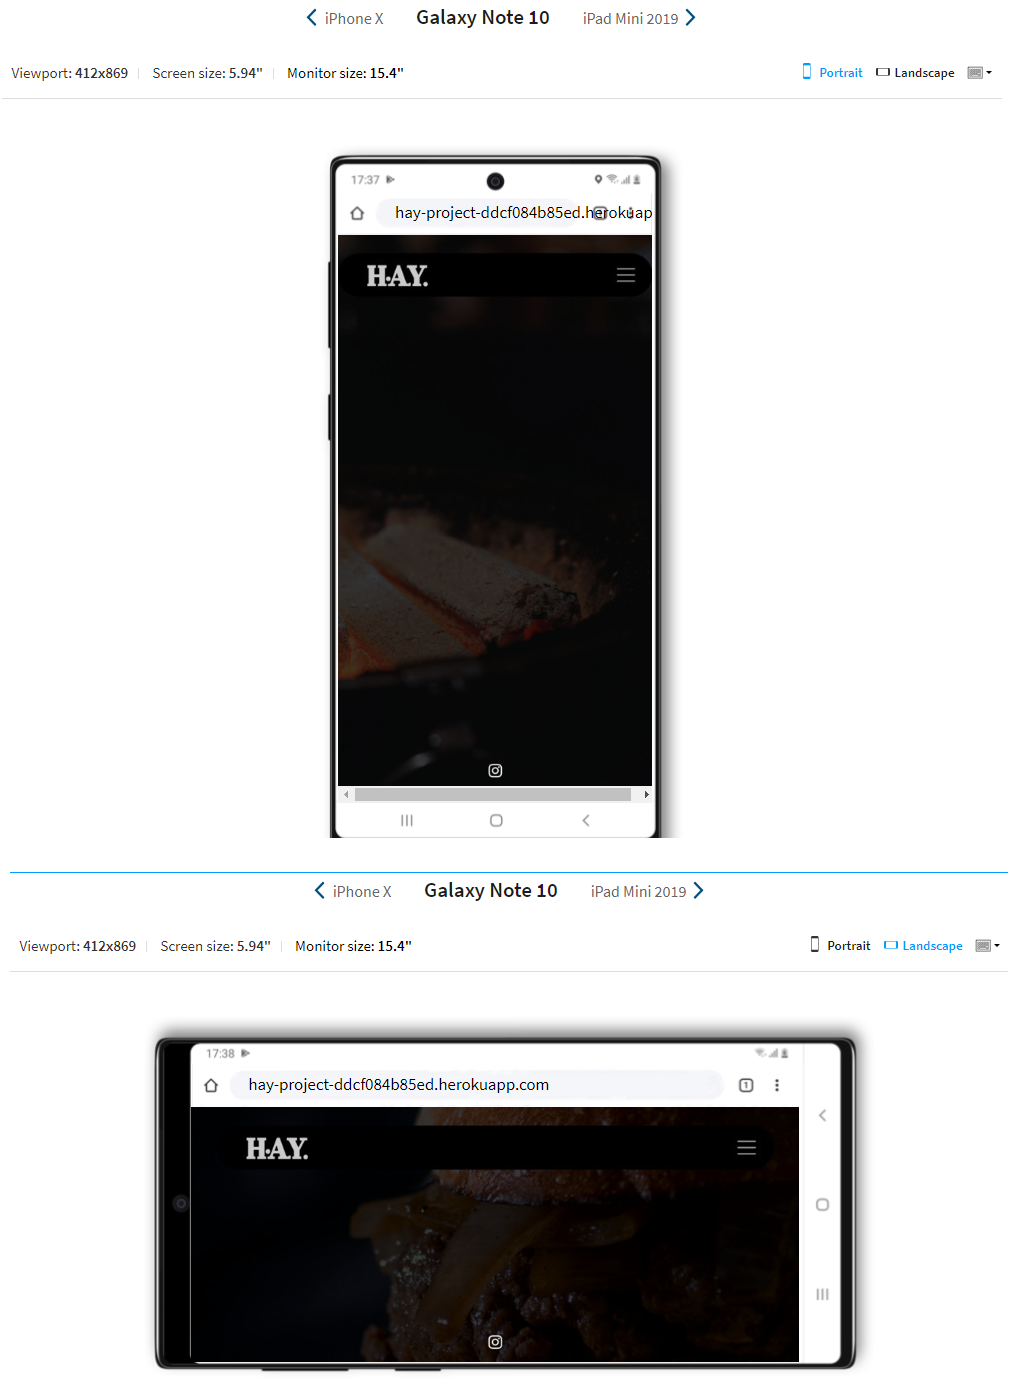 iPhone X Galaxy Note 10 iPad Mini 2019
Viewport: 412x869 Screen size: 5.94" Monitor size: 15.4" Portrait Landscape
17:37
hay-project-ddcf084b85ed.herokuap
H·A.Y.
iPhone X Galaxy Note 10 iPad Mini 2019
Viewport: 412x869 Screen size: 5.94" Monitor size: 15.4" Portrait Landscape
17:38
hay-project-ddcf084b85ed.herokuapp.com 1
H·A.Y.